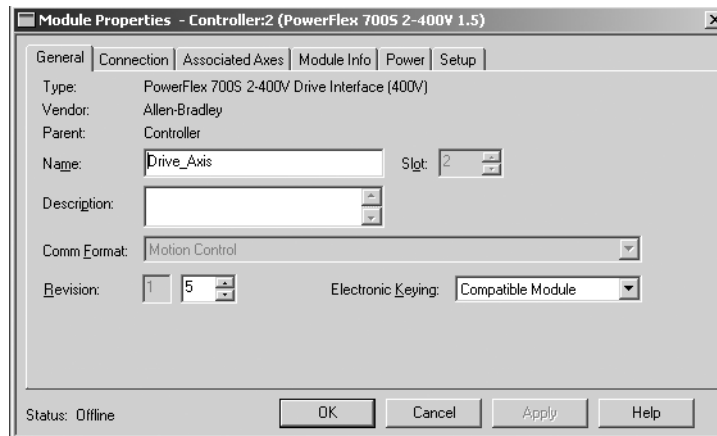 Module Properties - Controller:2 (PowerFlex 700S 2-400V 1.5)
General Connection Associated Axes Module Info Power Setup
Type: PowerFlex 700S 2-400V Drive Interface (400V)
Vendor: Allen-Bradley
Parent: Controller
Name: Drive_Axis Slot: 2
Description:
Comm Format: Motion Control
Revision: 1 5 Electronic Keying: Compatible Module
Status: Offline OK Cancel Apply Help